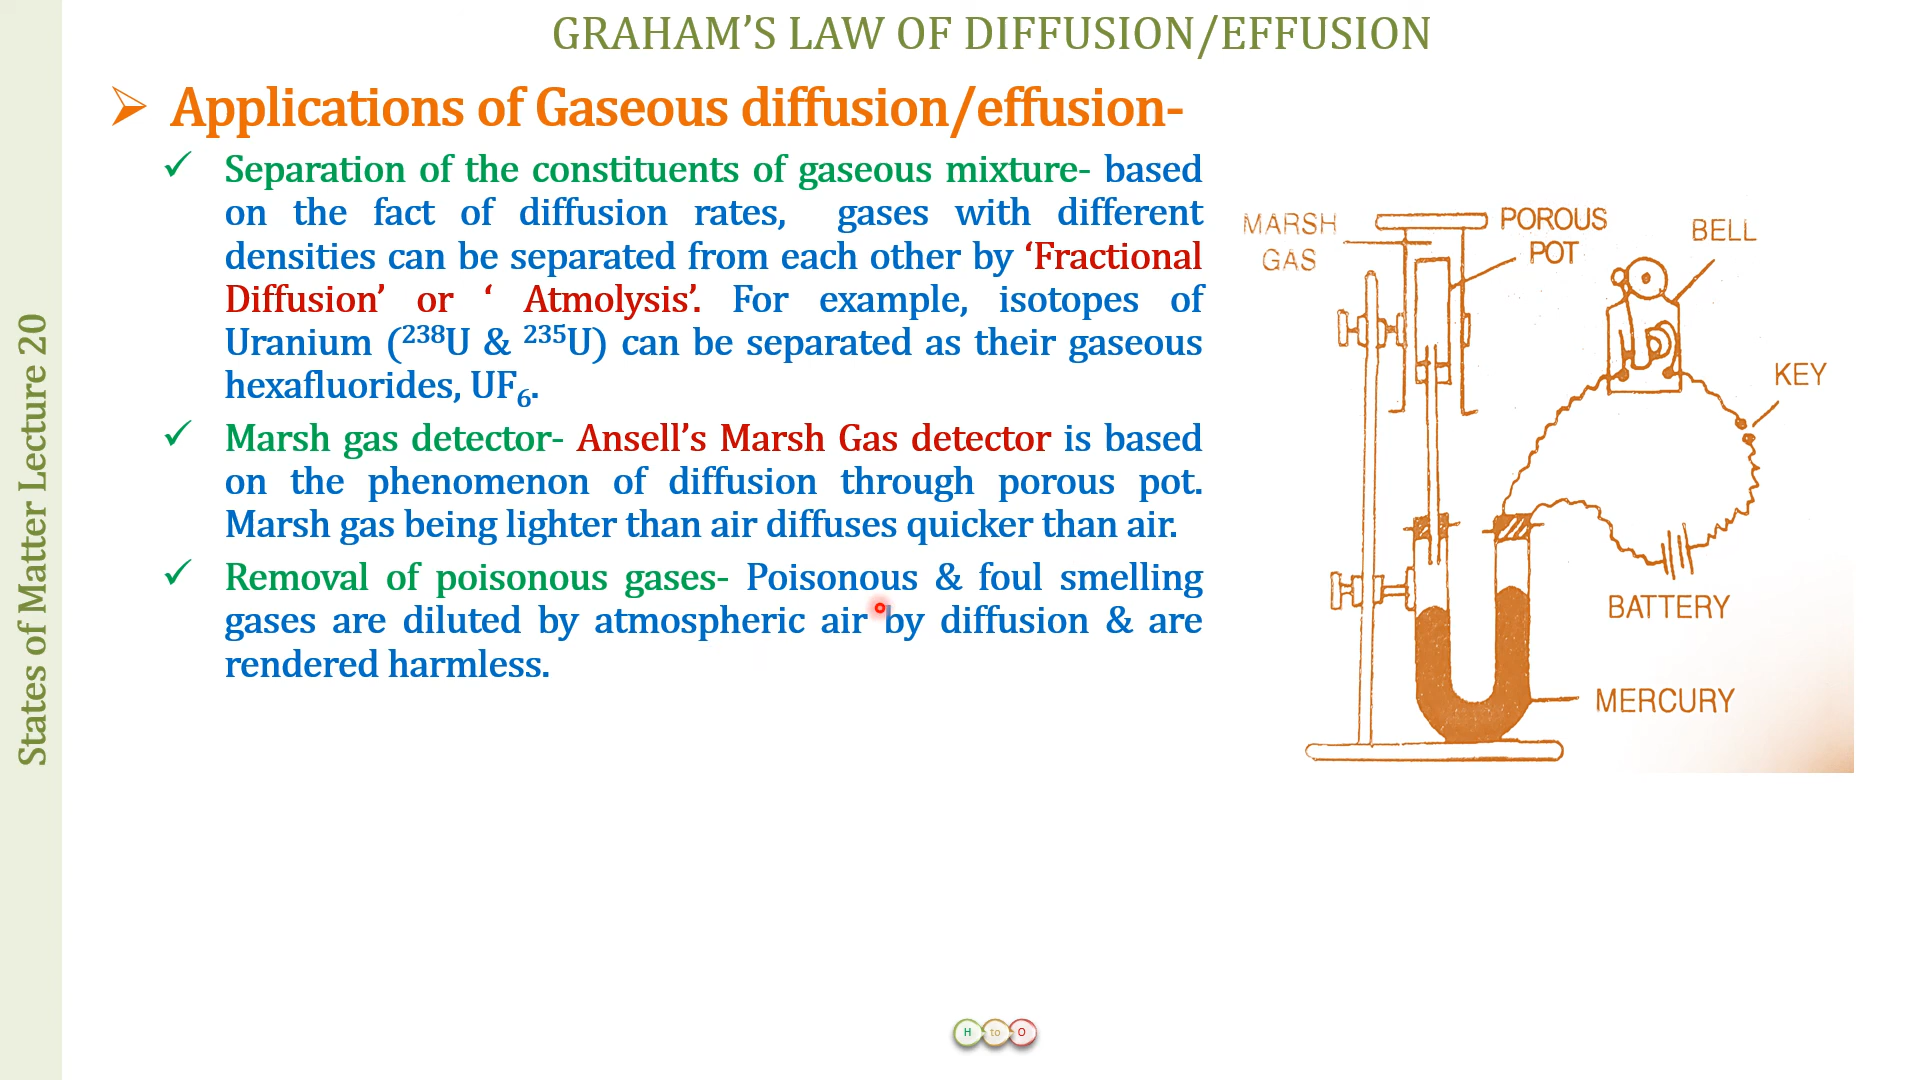 GRAHAM’S LAW OF DIFFUSION/EFFUSION
Applications of Gaseous diffusion/effusion-
Separation of the constituents of gaseous mixture- based
on the fact of diffusion rates, gases with different
densities can be separated from each other by ‘Fractional
Diffusion’ or ‘ Atmolysis’. For example, isotopes of
Uranium (²³⁸U & ²³⁵U) can be separated as their gaseous
hexafluorides, UF₆.
Marsh gas detector- Ansell’s Marsh Gas detector is based
on the phenomenon of diffusion through porous pot.
Marsh gas being lighter than air diffuses quicker than air.
Removal of poisonous gases- Poisonous & foul smelling
gases are diluted by atmospheric air by diffusion & are
rendered harmless.
MARSH
GAS
POROUS
POT
BELL
KEY
BATTERY
MERCURY
States of Matter Lecture 20
H to O